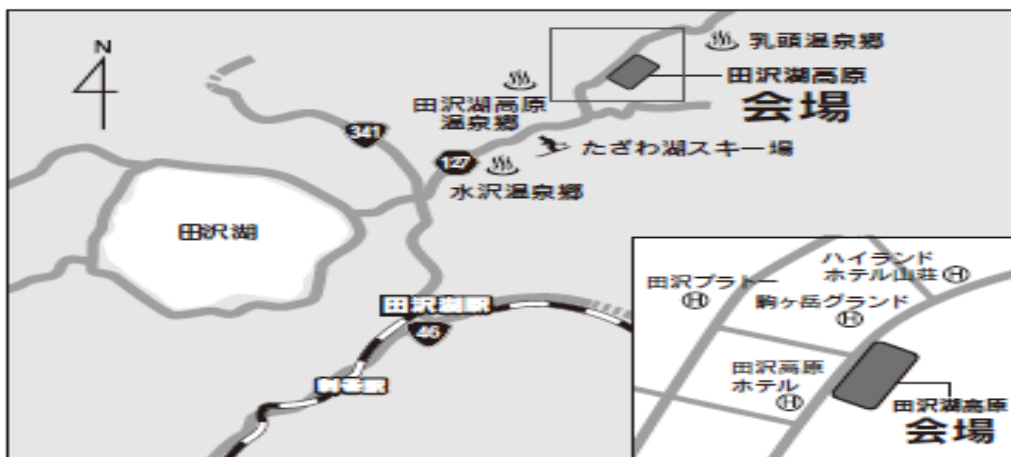 N
乳頭温泉郷
田沢湖高原
会場
田沢湖高原
温泉郷
341
127
たざわ湖スキー場
水沢温泉郷
田沢湖
田沢湖駅
46
ハイランド
ホテル山荘 H
田沢プラトー
H
駒ヶ岳グランド
H
田沢高原
ホテル
H
田沢湖高原
会場